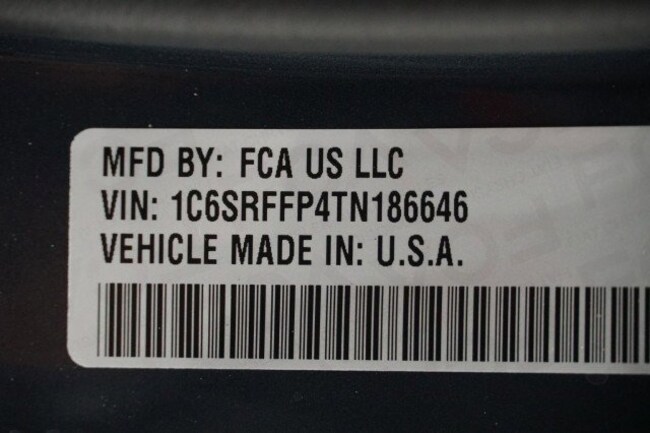 MFD BY: FCA US LLC
VIN: 1C6SRFFP4TN186646
VEHICLE MADE IN: U.S.A.